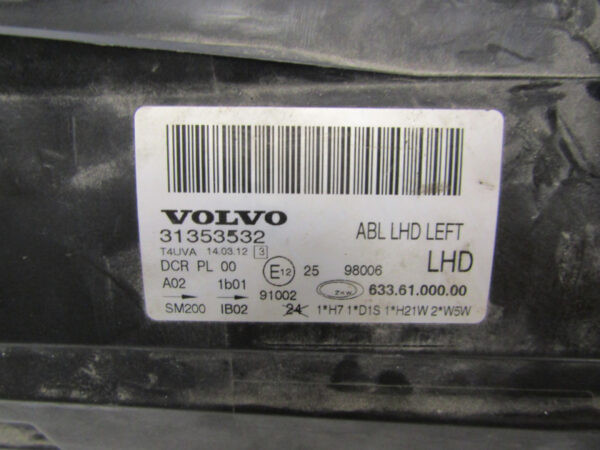 VOLVO
31353532 ABL LHD LEFT
T4UVA 14.03.12 3
DCR PL 00 E12 25 98006 LHD
A02 1b01 91002 ZKW 633.61.000.00
SM200 IB02 24 1*H7 1*D1S 1*H21W 2*W5W